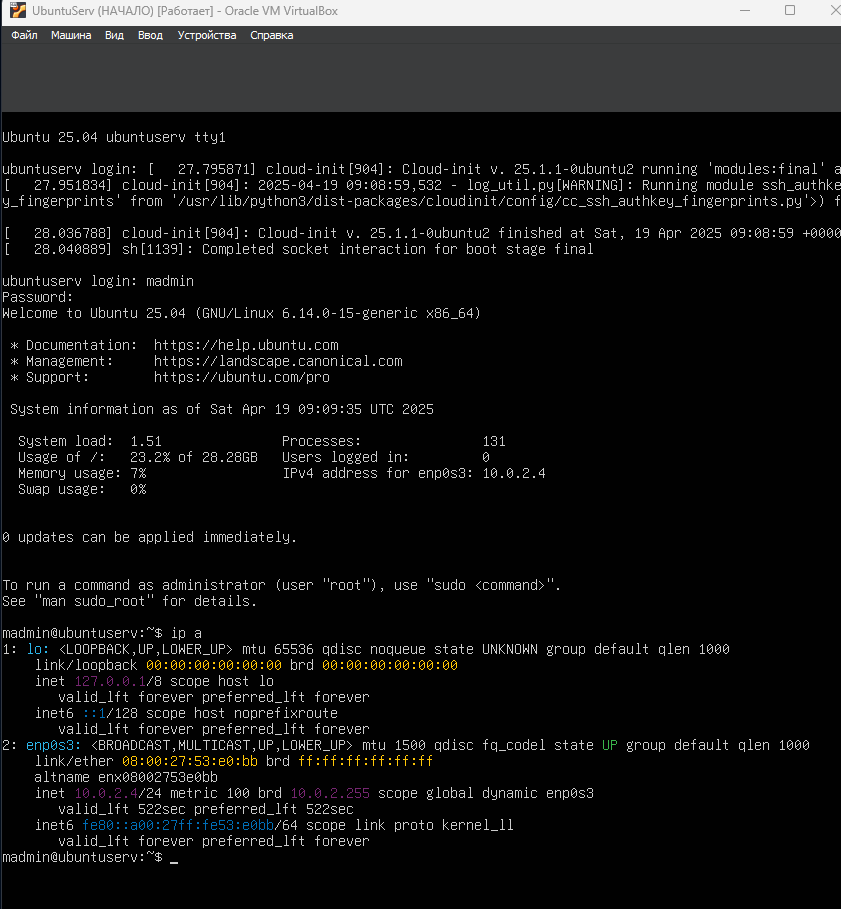 UbuntuServ (НАЧАЛО) [Работает] - Oracle VM VirtualBox
Файл Машина Вид Ввод Устройства Справка
Ubuntu 25.04 ubuntuserv tty1
ubuntuserv login: [   27.795871] cloud-init[904]: Cloud-init v. 25.1.1-0ubuntu2 running 'modules:final' a
[   27.951834] cloud-init[904]: 2025-04-19 09:08:59,532 - log_util.py[WARNING]: Running module ssh_authke
y_fingerprints' from '/usr/lib/python3/dist-packages/cloudinit/config/cc_ssh_authkey_fingerprints.py'>) f
[   28.036788] cloud-init[904]: Cloud-init v. 25.1.1-0ubuntu2 finished at Sat, 19 Apr 2025 09:08:59 +0000
[   28.040889] sh[1139]: Completed socket interaction for boot stage final
ubuntuserv login: madmin
Password:
Welcome to Ubuntu 25.04 (GNU/Linux 6.14.0-15-generic x86_64)
* Documentation:  https://help.ubuntu.com
* Management:     https://landscape.canonical.com
* Support:        https://ubuntu.com/pro
System information as of Sat Apr 19 09:09:35 UTC 2025
System load:  1.51               Processes:               131
Usage of /:   23.2% of 28.28GB   Users logged in:         0
Memory usage: 7%                 IPv4 address for enp0s3: 10.0.2.4
Swap usage:   0%
0 updates can be applied immediately.
To run a command as administrator (user "root"), use "sudo <command>".
See "man sudo_root" for details.
madmin@ubuntuserv:~$ ip a
1: lo: <LOOPBACK,UP,LOWER_UP> mtu 65536 qdisc noqueue state UNKNOWN group default qlen 1000
link/loopback 00:00:00:00:00:00 brd 00:00:00:00:00:00
inet 127.0.0.1/8 scope host lo
valid_lft forever preferred_lft forever
inet6 ::1/128 scope host noprefixroute
valid_lft forever preferred_lft forever
2: enp0s3: <BROADCAST,MULTICAST,UP,LOWER_UP> mtu 1500 qdisc fq_codel state UP group default qlen 1000
link/ether 08:00:27:53:e0:bb brd ff:ff:ff:ff:ff:ff
altname enx08002753e0bb
inet 10.0.2.4/24 metric 100 brd 10.0.2.255 scope global dynamic enp0s3
valid_lft 522sec preferred_lft 522sec
inet6 fe80::a00:27ff:fe53:e0bb/64 scope link proto kernel_ll
valid_lft forever preferred_lft forever
madmin@ubuntuserv:~$ _